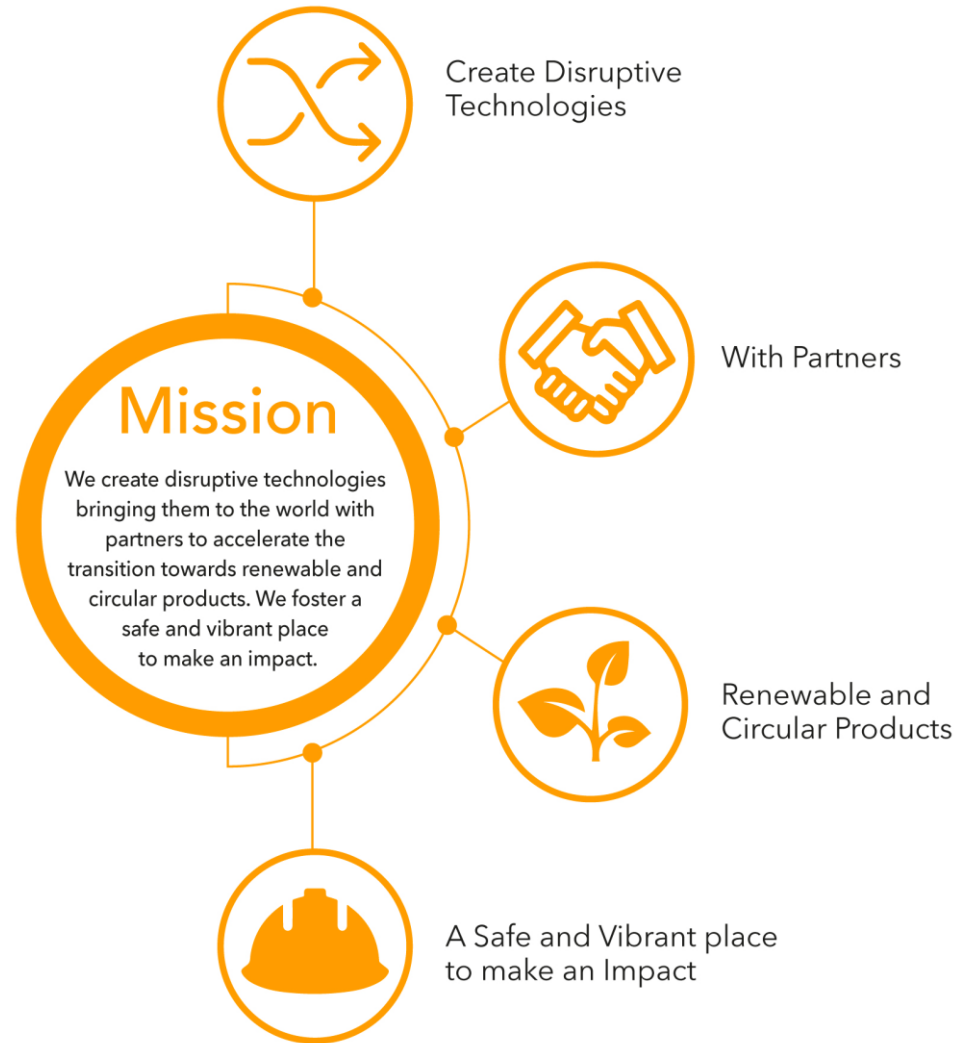 Create Disruptive
Technologies
With Partners
Mission
We create disruptive technologies
bringing them to the world with
partners to accelerate the
transition towards renewable and
circular products. We foster a
safe and vibrant place
to make an impact.
Renewable and
Circular Products
A Safe and Vibrant place
to make an Impact